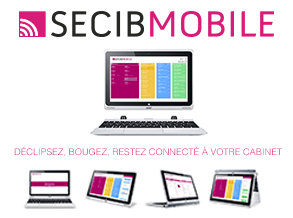 SECIBMOBILE
DÉCLIPSEZ, BOUGEZ, RESTEZ CONNECTÉ À VOTRE CABINET